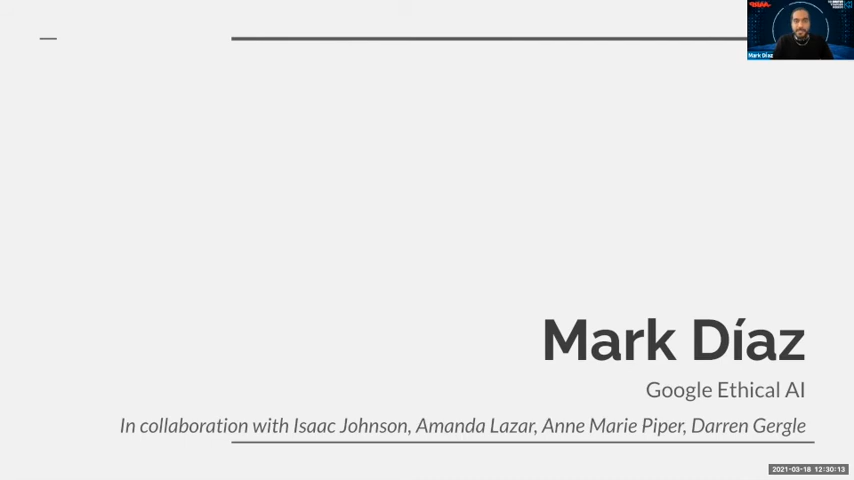 Mark Díaz
Mark Díaz
Google Ethical AI
In collaboration with Isaac Johnson, Amanda Lazar, Anne Marie Piper, Darren Gergle
2021-03-18 12:30:13